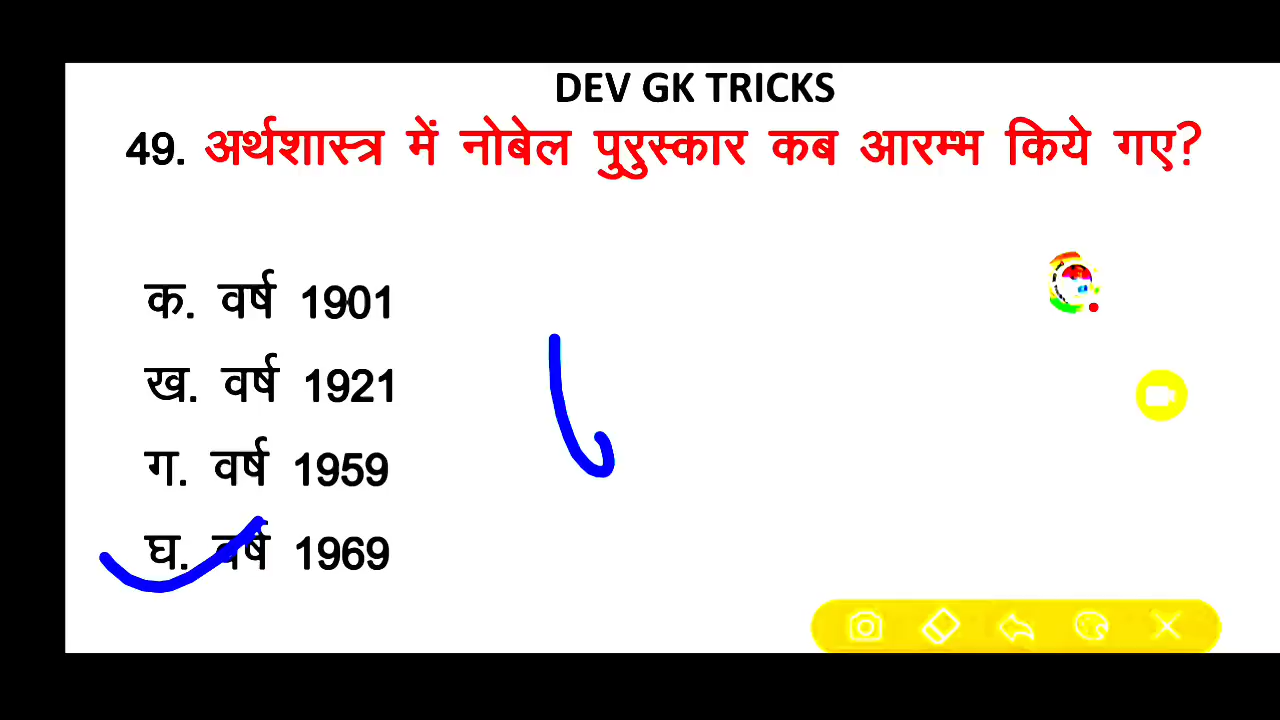 DEV GK TRICKS
49. अर्थशास्त्र में नोबेल पुरुस्कार कब आरम्भ किये गए?
क. वर्ष 1901
ख. वर्ष 1921
ग. वर्ष 1959
घ. वर्ष 1969